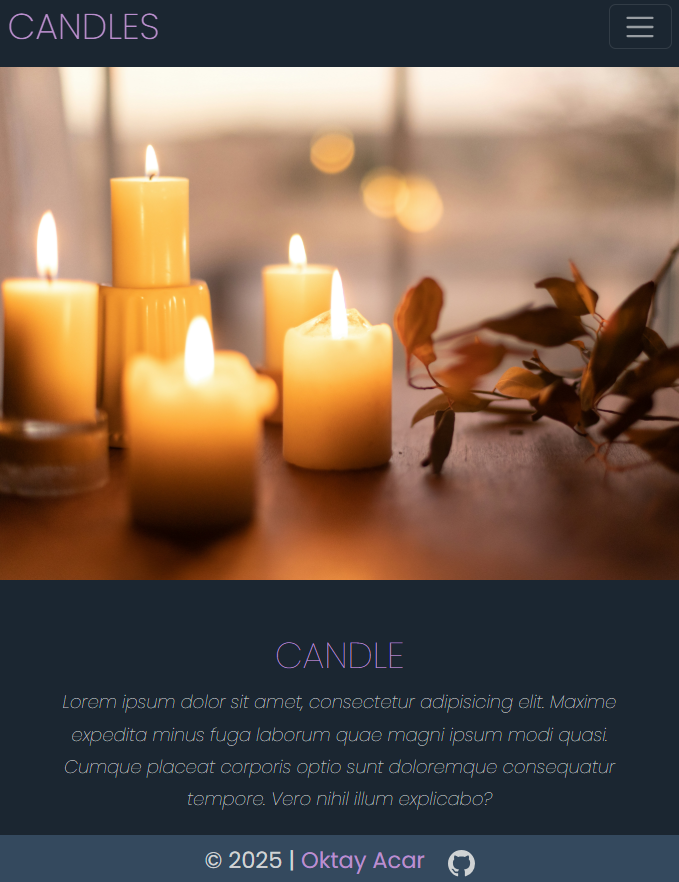 CANDLES
CANDLE
Lorem ipsum dolor sit amet, consectetur adipisicing elit. Maxime
expedita minus fuga laborum quae magni ipsum modi quasi.
Cumque placeat corporis optio sunt doloremque consequatur
tempore. Vero nihil illum explicabo?
© 2025 | Oktay Acar